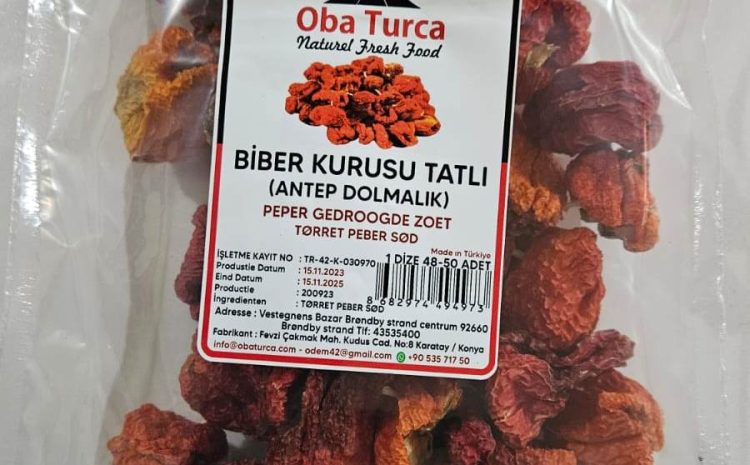 Oba Turca
Naturel Fresh Food
BİBER KURUSU TATLI
(ANTEP DOLMALIK)
PEPER GEDROOGDE ZOET
TØRRET PEBER SØD
Made in Türkiye
İŞLETME KAYIT NO : TR-42-K-030970
1 DİZE 48-50 ADET
Produstie Datum : 15.11.2023
Eind Datum : 15.11.2025
Productie : 200923
Ingredienten : TØRRET PEBER SØD
8 682974 494973
Adresse : Vestegnens Bazar Brøndby strand centrum 92660
Brøndby strand Tlf: 43535400
Fabrikant : Fevzi Çakmak Mah. Kudus Cad. No:8 Karatay / Konya
info@obaturca.com - odem42@gmail.com +90 535 717 50